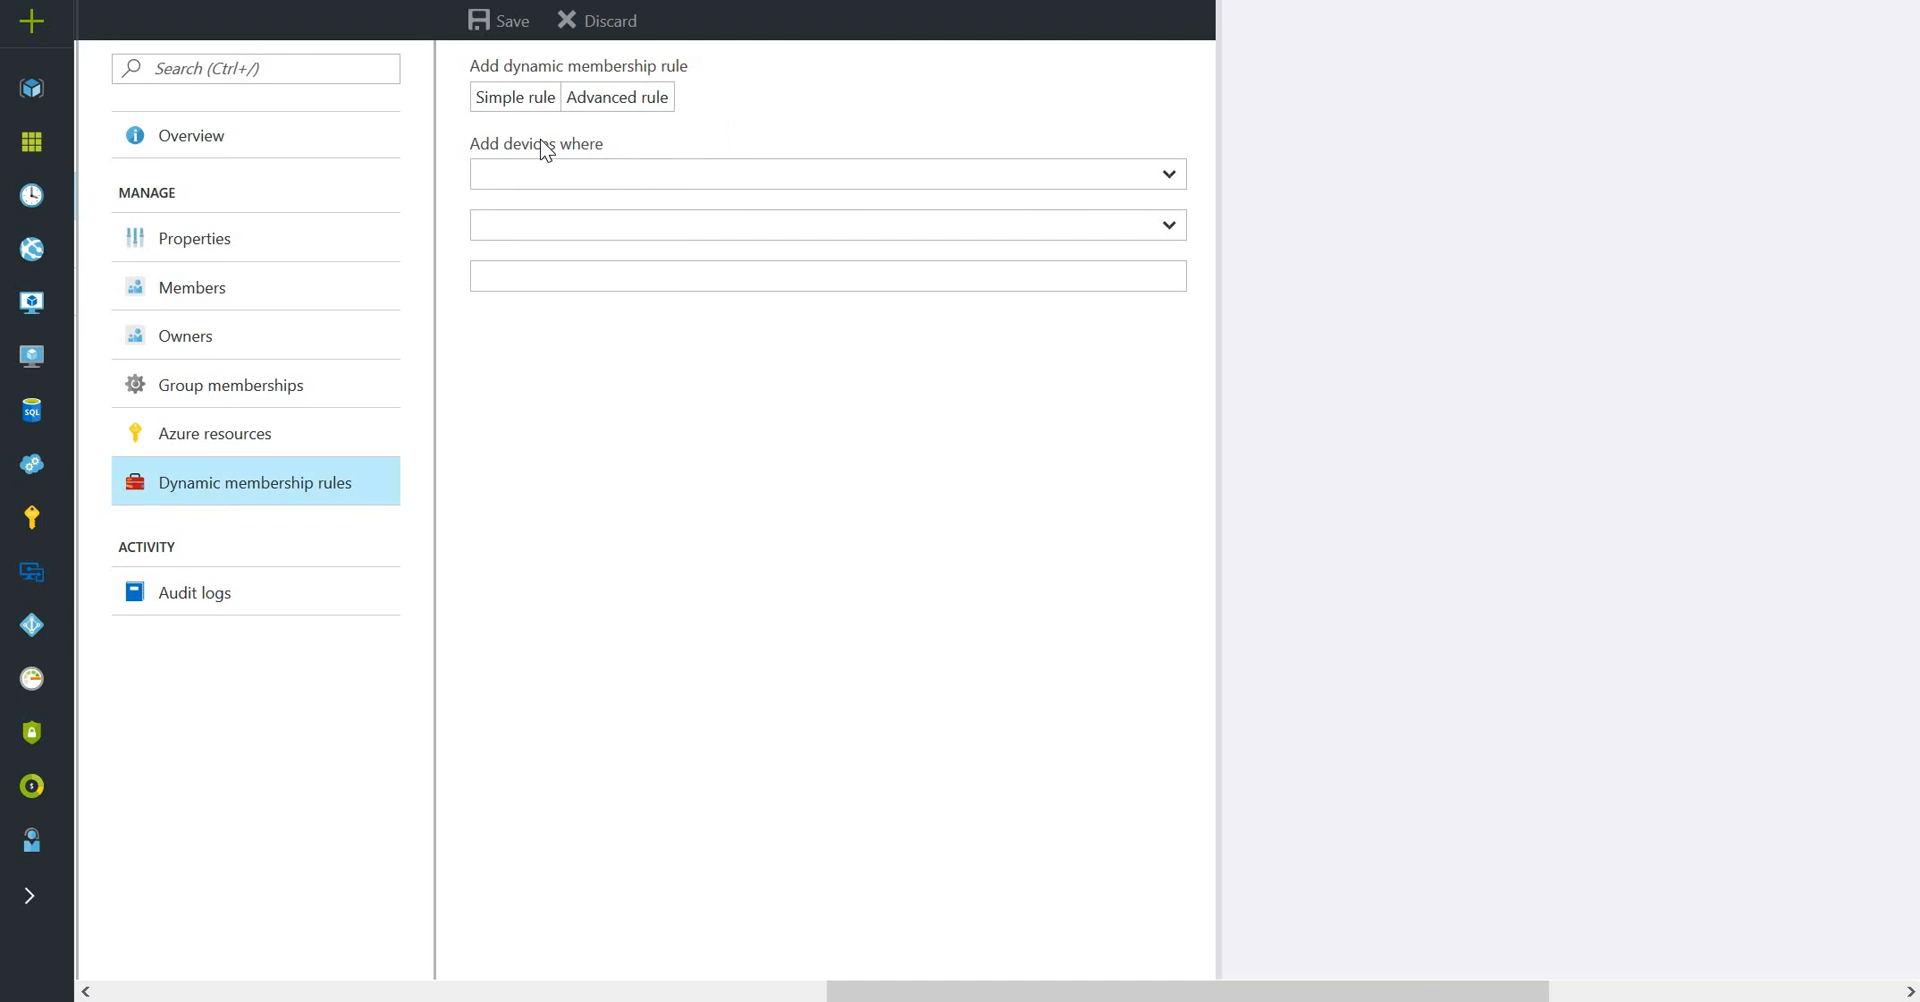 Save
Discard
Search (Ctrl+/)
Overview
MANAGE
Properties
Members
Owners
Group memberships
Azure resources
Dynamic membership rules
ACTIVITY
Audit logs
Add dynamic membership rule
Simple rule
Advanced rule
Add devices where
SQL